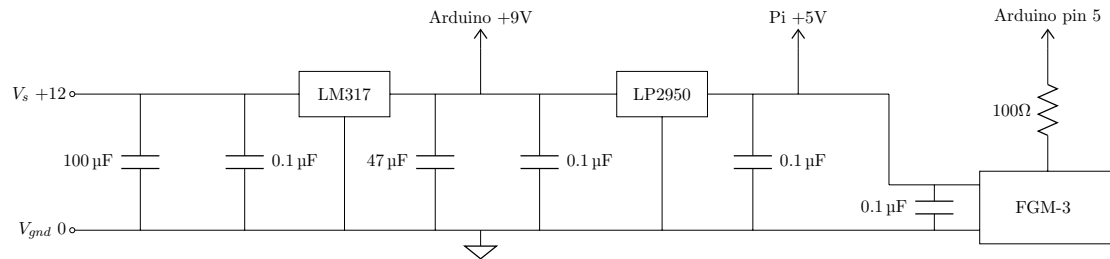 Arduino +9V
Pi +5V
Arduino pin 5
V_s +12
LM317
LP2950
100Ω
100 µF
0.1 µF
47 µF
0.1 µF
0.1 µF
0.1 µF
FGM-3
V_gnd 0